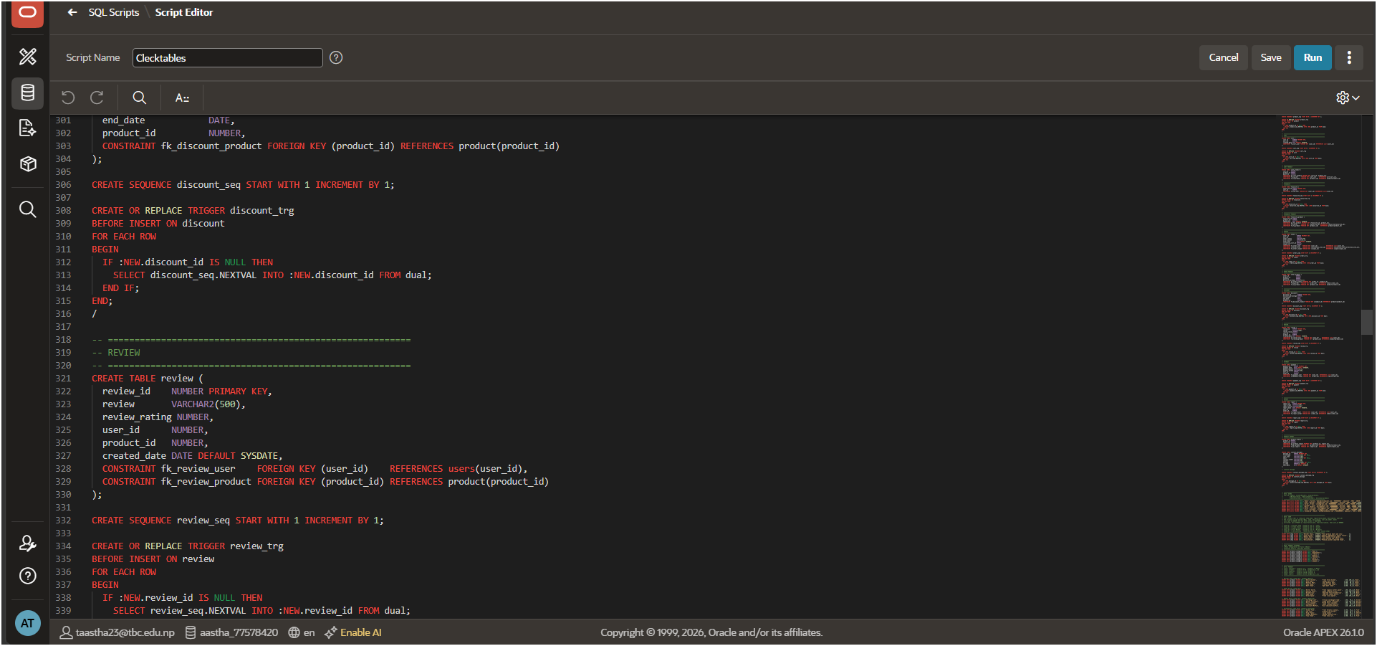 SQL Scripts \ Script Editor
Script Name Clecktables
Cancel Save Run
A::
301 end_date DATE,
302 product_id NUMBER,
303 CONSTRAINT fk_discount_product FOREIGN KEY (product_id) REFERENCES product(product_id)
304 );
305
306 CREATE SEQUENCE discount_seq START WITH 1 INCREMENT BY 1;
307
308 CREATE OR REPLACE TRIGGER discount_trg
309 BEFORE INSERT ON discount
310 FOR EACH ROW
311 BEGIN
312 IF :NEW.discount_id IS NULL THEN
313 SELECT discount_seq.NEXTVAL INTO :NEW.discount_id FROM dual;
314 END IF;
315 END;
316 /
317
318 -- ==========================================================
319 -- REVIEW
320 -- ==========================================================
321 CREATE TABLE review (
322 review_id NUMBER PRIMARY KEY,
323 review VARCHAR2(500),
324 review_rating NUMBER,
325 user_id NUMBER,
326 product_id NUMBER,
327 created_date DATE DEFAULT SYSDATE,
328 CONSTRAINT fk_review_user FOREIGN KEY (user_id) REFERENCES users(user_id),
329 CONSTRAINT fk_review_product FOREIGN KEY (product_id) REFERENCES product(product_id)
330 );
331
332 CREATE SEQUENCE review_seq START WITH 1 INCREMENT BY 1;
333
334 CREATE OR REPLACE TRIGGER review_trg
335 BEFORE INSERT ON review
336 FOR EACH ROW
337 BEGIN
338 IF :NEW.review_id IS NULL THEN
339 SELECT review_seq.NEXTVAL INTO :NEW.review_id FROM dual;
AT
taastha23@tbc.edu.np aastha_77578420 en Enable AI Copyright © 1999, 2026, Oracle and/or its affiliates. Oracle APEX 26.1.0